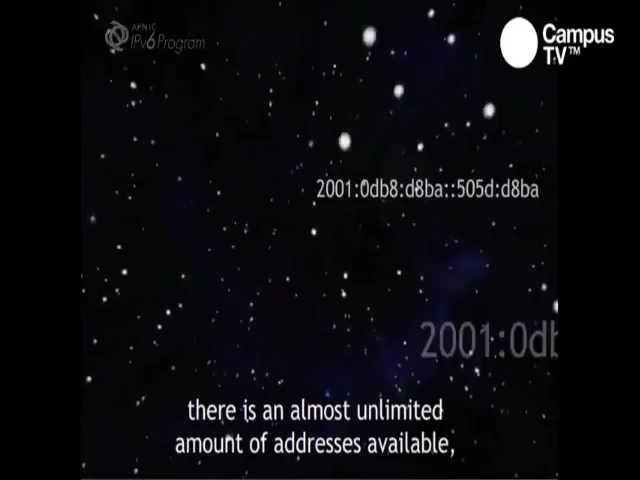 APNIC
IPv6 Program
Campus
TV™
2001:0db8:d8ba::505d:d8ba
2001:0db
there is an almost unlimited
amount of addresses available,